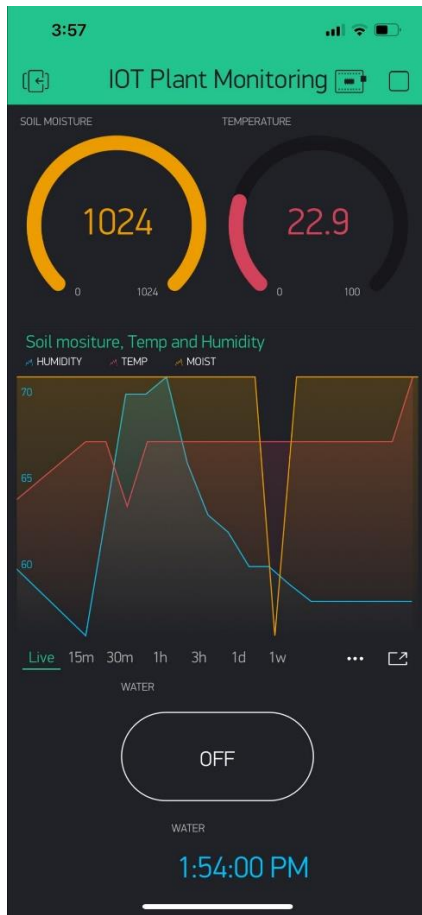 3:57
IOT Plant Monitoring
SOIL MOISTURE
TEMPERATURE
1024
22.9
0
1024
0
100
Soil mositure, Temp and Humidity
HUMIDITY TEMP MOIST
70
65
60
Live 15m 30m 1h 3h 1d 1w
WATER
OFF
WATER
1:54:00 PM